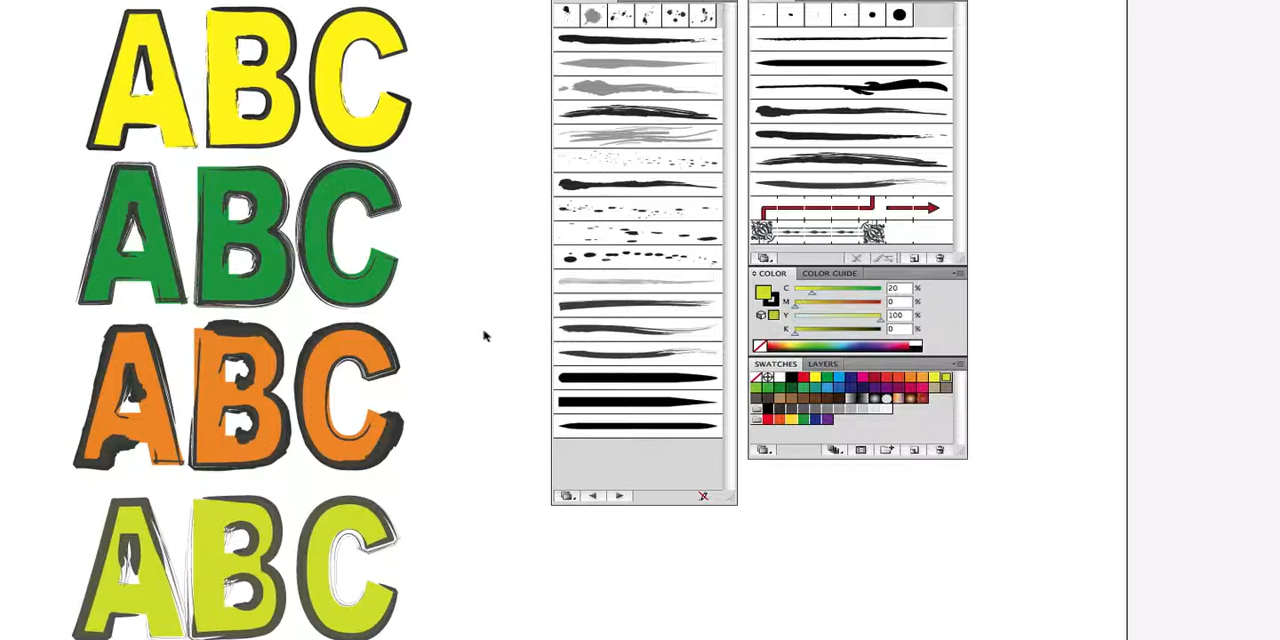 ABC
ABC
ABC
ABC
COLOR COLOR GUIDE
C 20 %
M 0 %
Y 100 %
K 0 %
SWATCHES LAYERS